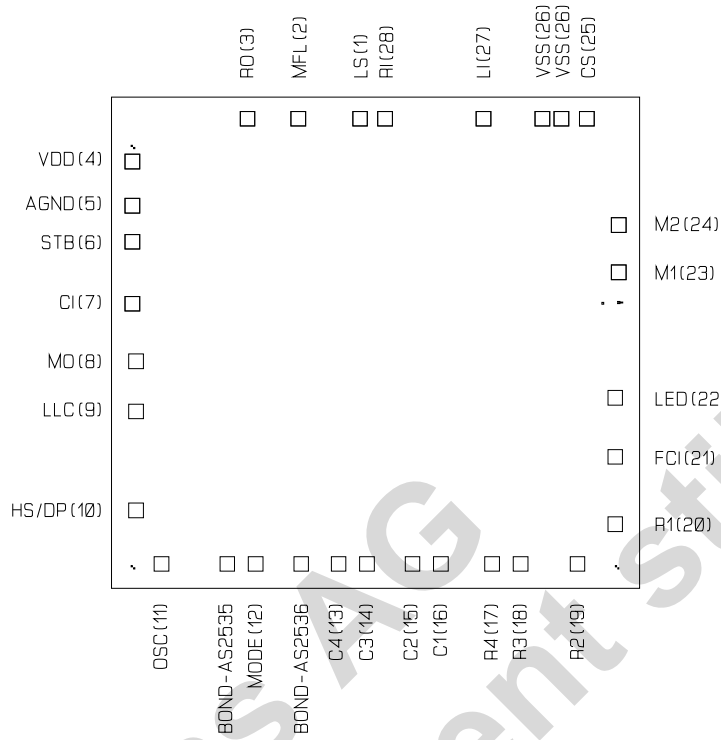 RO(3)
MFL(2)
LS(1)
RI(28)
LI(27)
VSS(26)
VSS(26)
CS(25)
VDD(4)
AGND(5)
STB(6)
CI(7)
MO(8)
LLC(9)
HS/DP(10)
M2(24)
M1(23)
LED(22
FCI(21)
R1(20)
OSC(11)
BOND-AS2535
MODE(12)
BOND-AS2536
C4(13)
C3(14)
C2(15)
C1(16)
R4(17)
R3(18)
R2(19)
AG